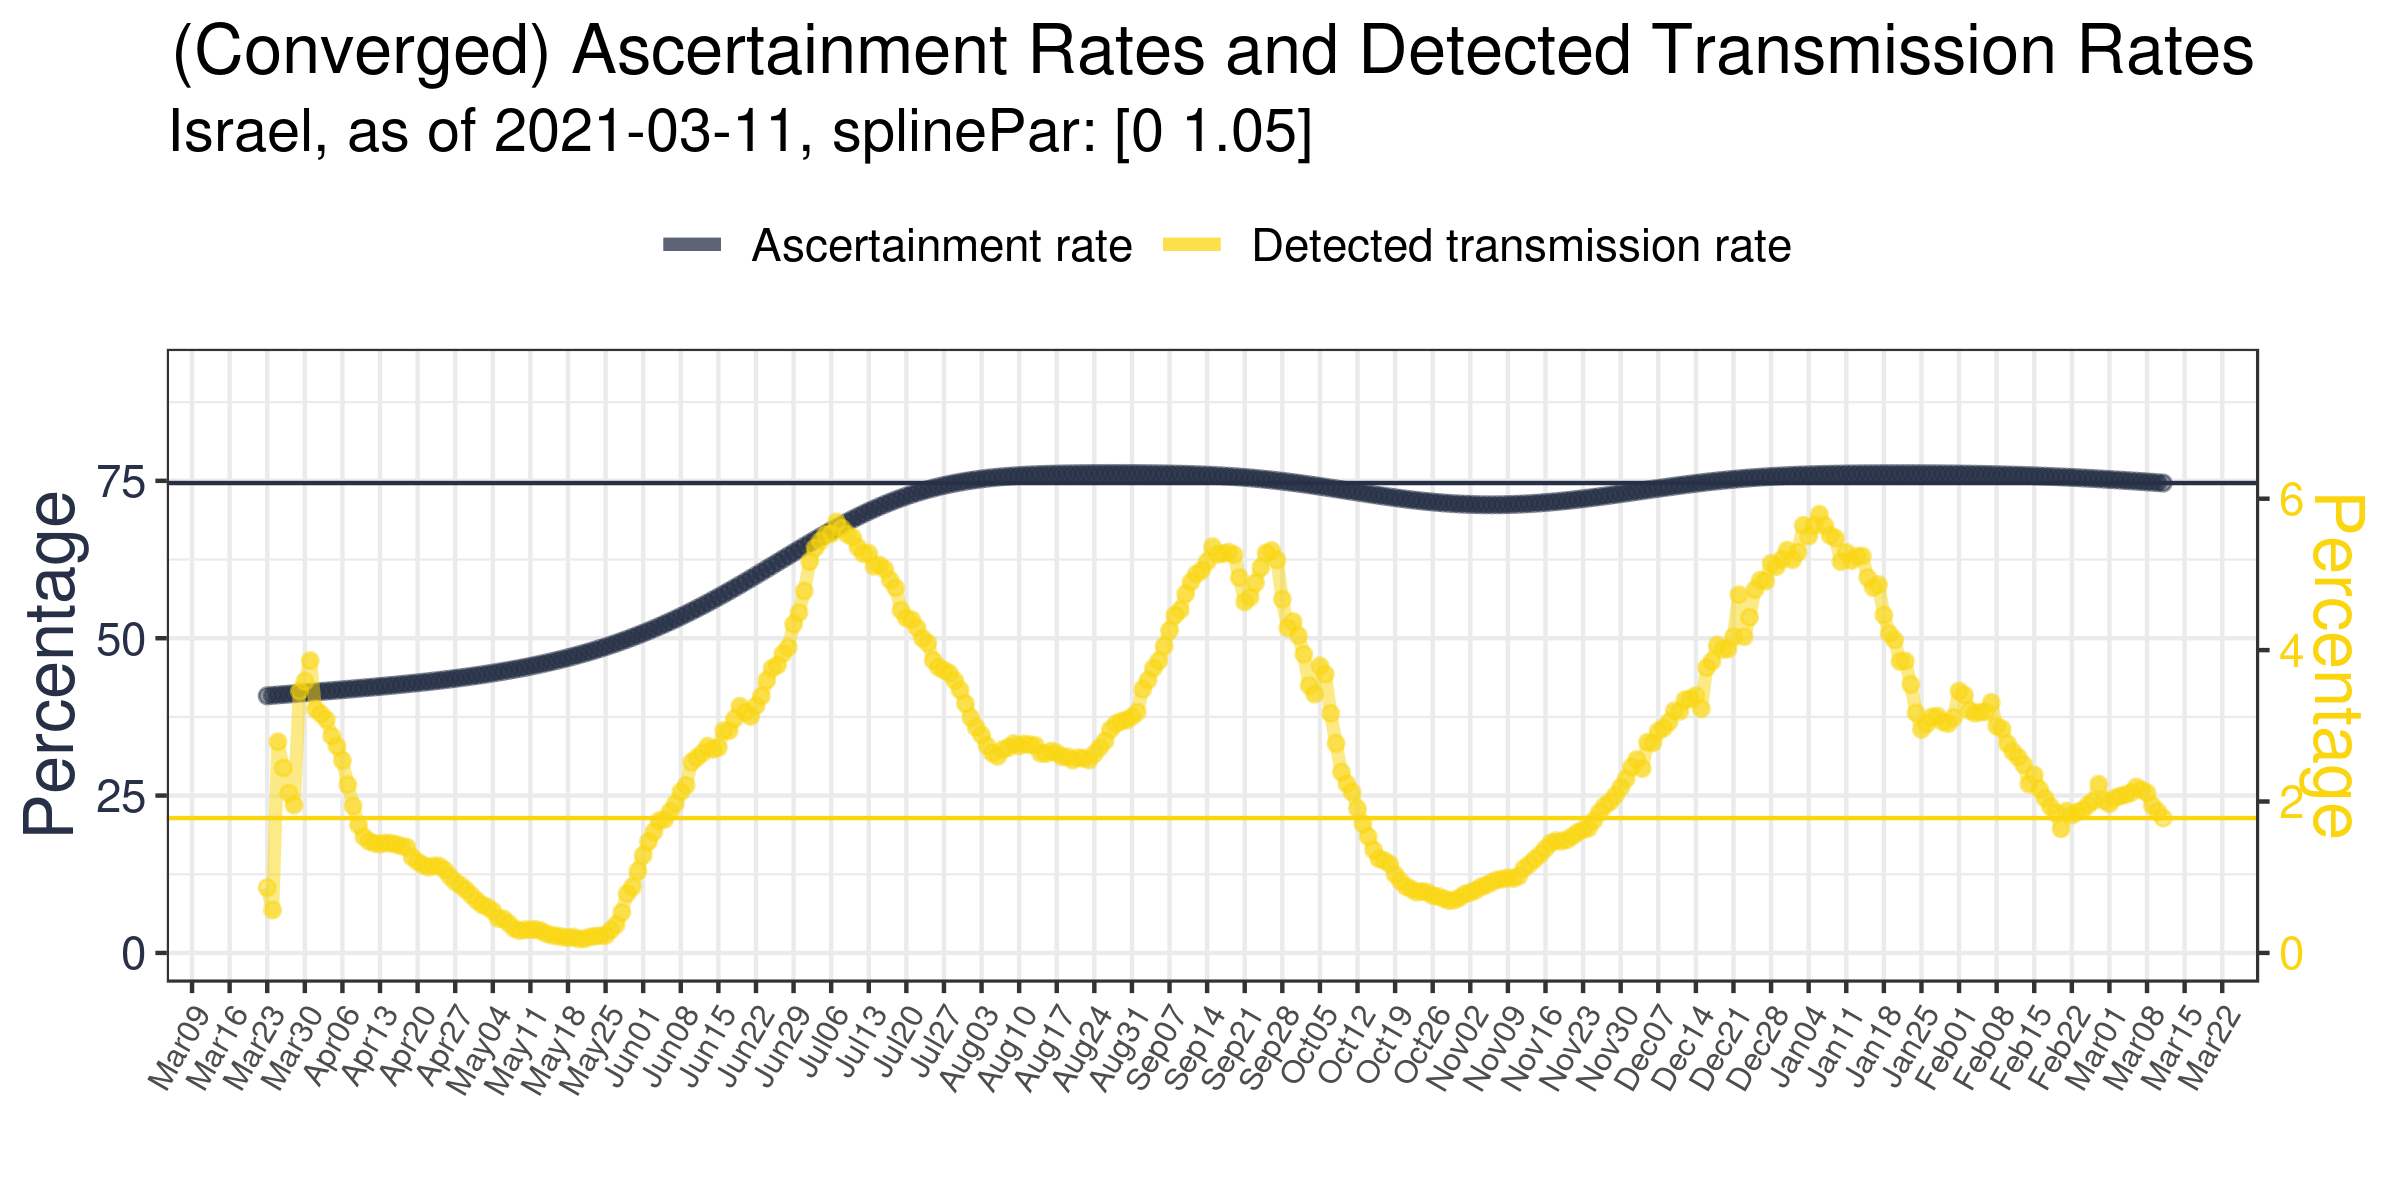 (Converged) Ascertainment Rates and Detected Transmission Rates
Israel, as of 2021-03-11, splinePar: [0 1.05]
Ascertainment rate Detected transmission rate
Percentage
75
50
25
0
6
4
2
0
Percentage
Mar09 Mar16 Mar23 Mar30 Apr06 Apr13 Apr20 Apr27 May04 May11 May18 May25 Jun01 Jun08 Jun15 Jun22 Jun29 Jul06 Jul13 Jul20 Jul27 Aug03 Aug10 Aug17 Aug24 Aug31 Sep07 Sep14 Sep21 Sep28 Oct05 Oct12 Oct19 Oct26 Nov02 Nov09 Nov16 Nov23 Nov30 Dec07 Dec14 Dec21 Dec28 Jan04 Jan11 Jan18 Jan25 Feb01 Feb08 Feb15 Feb22 Mar01 Mar08 Mar15 Mar22